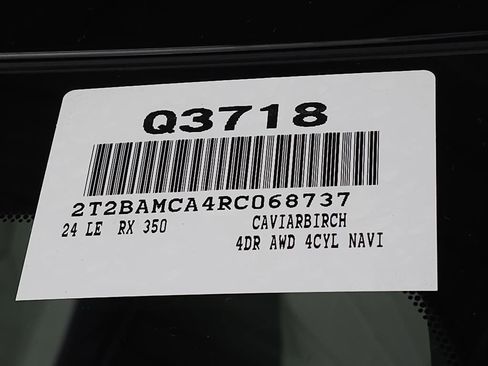 Q3718
2T2BAMCA4RC068737
24 LE RX 350 CAVIARBIRCH
4DR AWD 4CYL NAVI